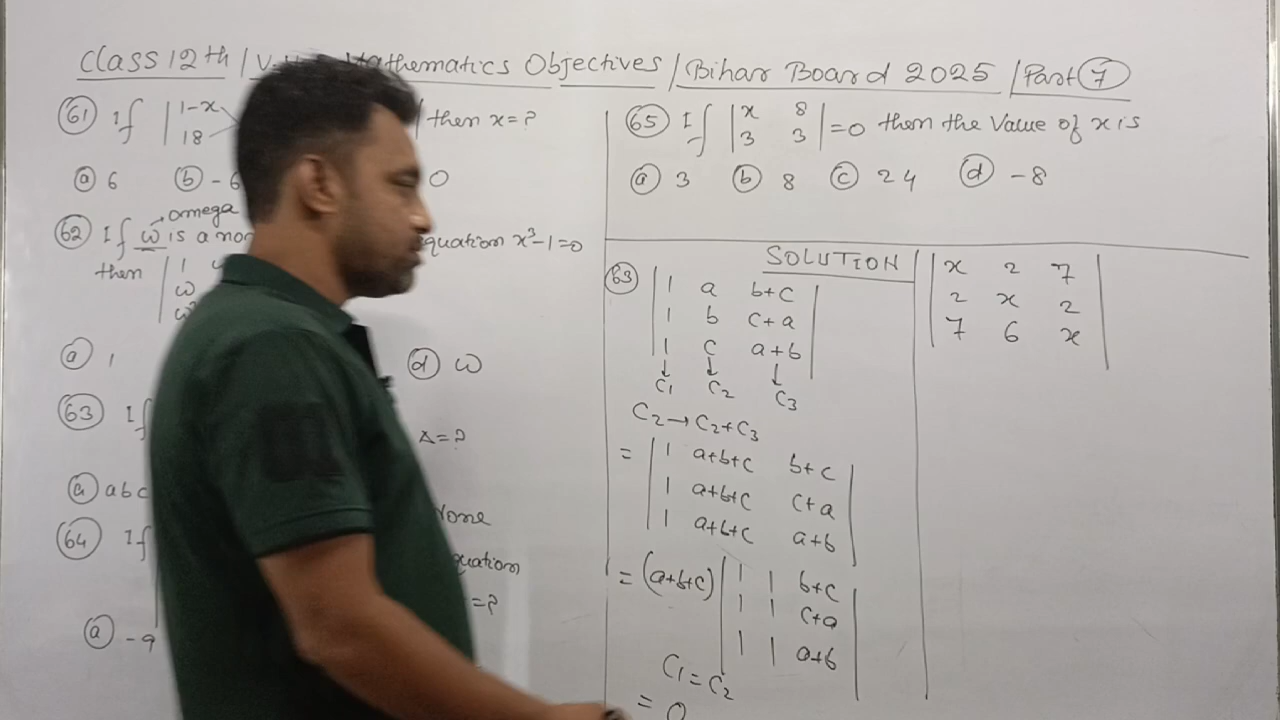 Class 12th / Mathematics Objectives / Bihar Board 2025 / Part 7
61 If | 1-x | then x=?
18
a 6 b -6 0
omega
62 If ω is a non equation x³-1=0
then | 1
ω
ω²
a 1 d ω
63 If Δ=?
a abc None
64 If equation
=?
a -9
65 If | x 8 | =0 then the Value of x is
| 3 3 |
a 3 b 8 c 24 d -8
SOLUTION
63 | 1 a b+c |
| 1 b c+a |
| 1 c a+b |
↓ ↓ ↓
C₁ C₂ C₃
C₂→C₂+C₃
= | 1 a+b+c b+c |
| 1 a+b+c c+a |
| 1 a+b+c a+b |
= (a+b+c) | 1 1 b+c |
| 1 1 c+a |
| 1 1 a+b |
C₁=C₂
= 0
| x 2 7 |
| 2 x 2 |
| 7 6 x |